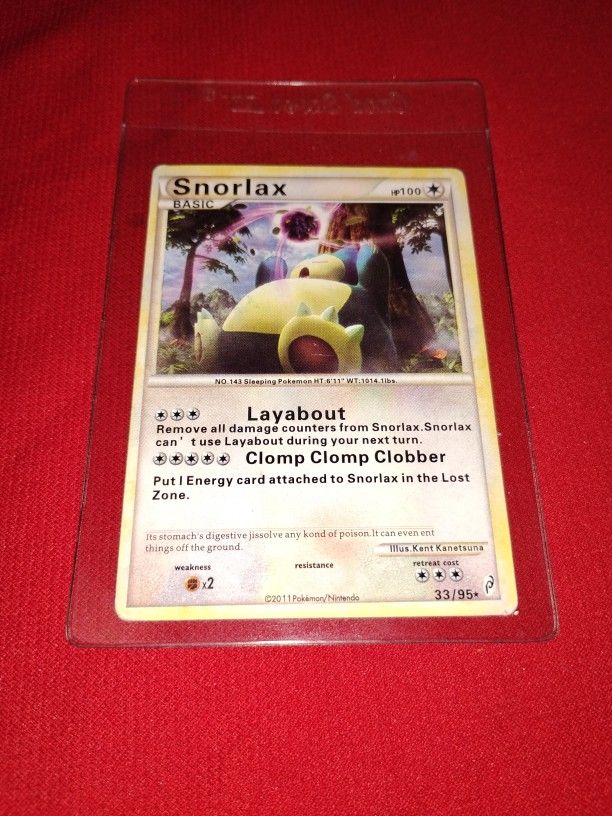 Snorlax
HP100
BASIC
NO.143 Sleeping Pokemon HT:6'11" WT:1014.1lbs.
Layabout
Remove all damage counters from Snorlax.Snorlax
can't use Layabout during your next turn.
Clomp Clomp Clobber
Put I Energy card attached to Snorlax in the Lost
Zone.
Its stomach's digestive jissolve any kond of poison.It can even ent
things off the ground.
Illus.Kent Kanetsuna
weakness
resistance
retreat cost
x2
©2011 Pokémon/Nintendo
33/95★